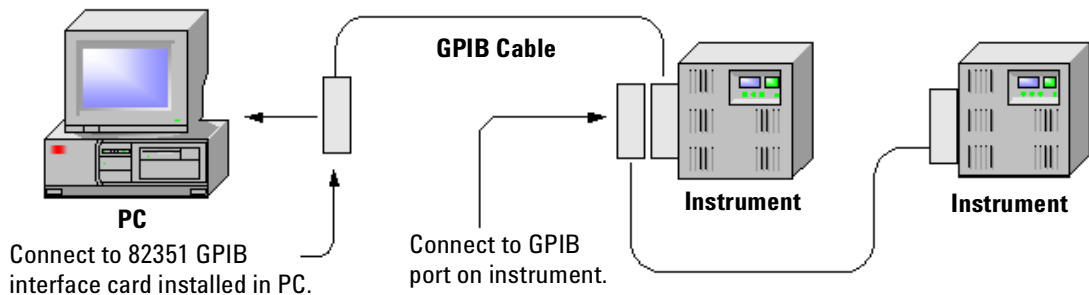 GPIB Cable
PC
Connect to 82351 GPIB
interface card installed in PC.
Connect to GPIB
port on instrument.
Instrument
Instrument